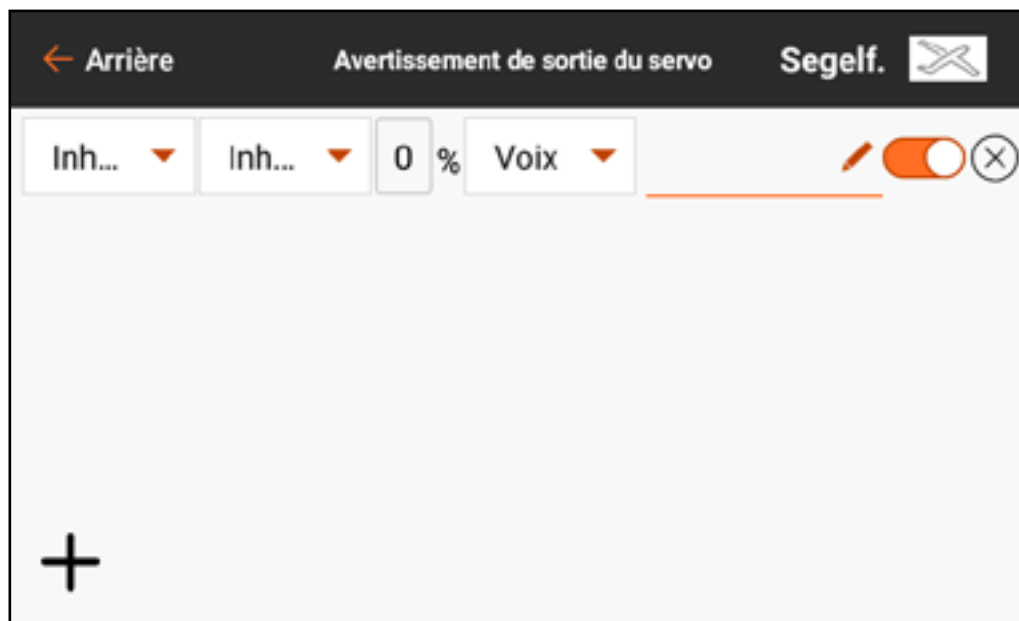 ← Arrière Avertissement de sortie du servo Segelf.
Inh... Inh... 0 % Voix
+